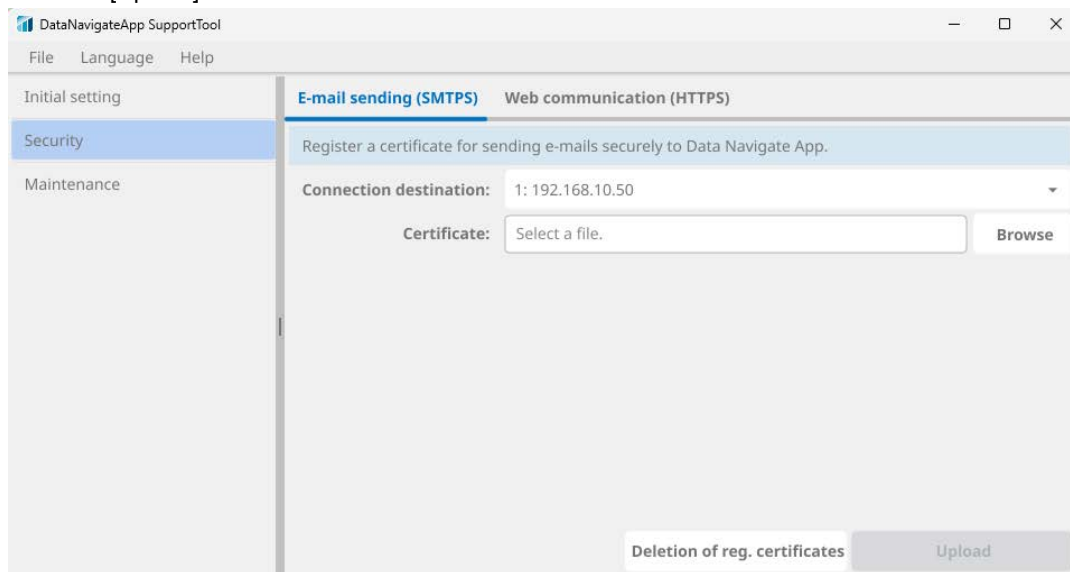 DataNavigateApp SupportTool
File Language Help
Initial setting
Security
Maintenance
E-mail sending (SMTPS) Web communication (HTTPS)
Register a certificate for sending e-mails securely to Data Navigate App.
Connection destination: 1: 192.168.10.50
Certificate: Select a file. Browse
Deletion of reg. certificates Upload